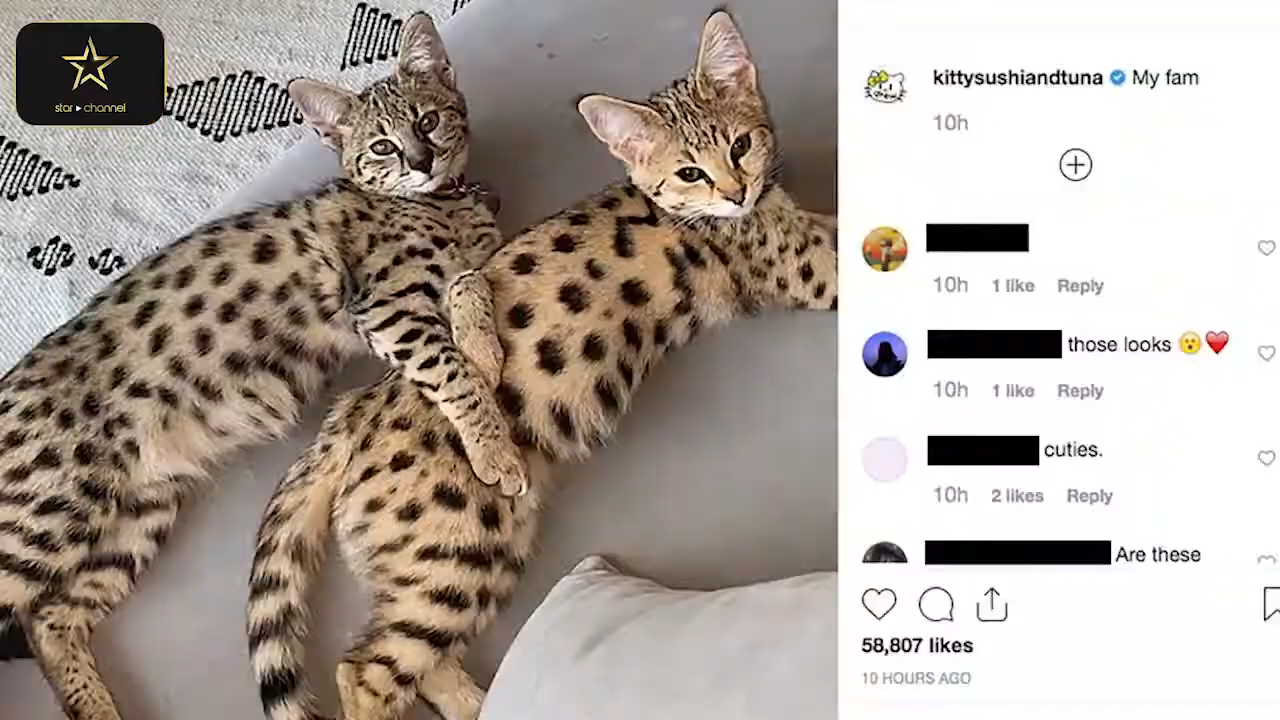 star channel
kittysushiandtuna My fam
10h
10h 1 like Reply
those looks 😮❤️
10h 1 like Reply
cuties.
10h 2 likes Reply
Are these
58,807 likes
10 HOURS AGO